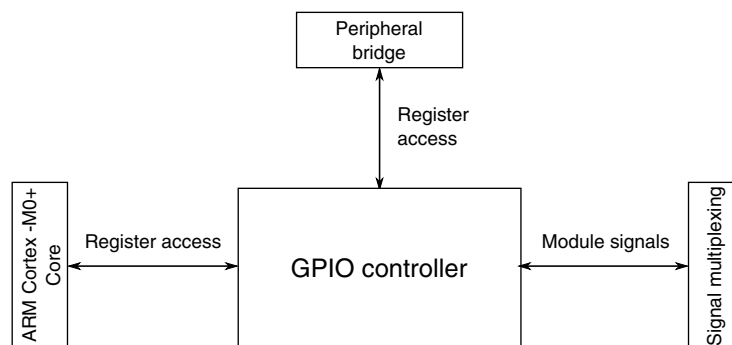 Peripheral
bridge
Register
access
ARM Cortex -M0+
Core
Register access
GPIO controller
Module signals
Signal multiplexing